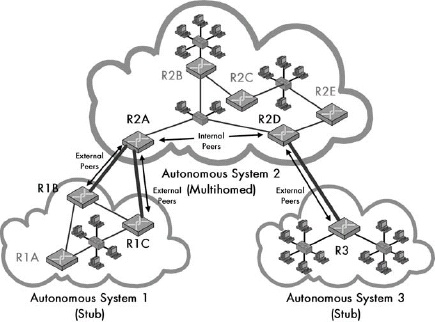 R2B
R2C
R2E
R2A
R2D
Internal
Peers
External
Peers
Autonomous System 2
(Multihomed)
R1B
External
Peers
External
Peers
R1C
R3
R1A
Autonomous System 1
(Stub)
Autonomous System 3
(Stub)